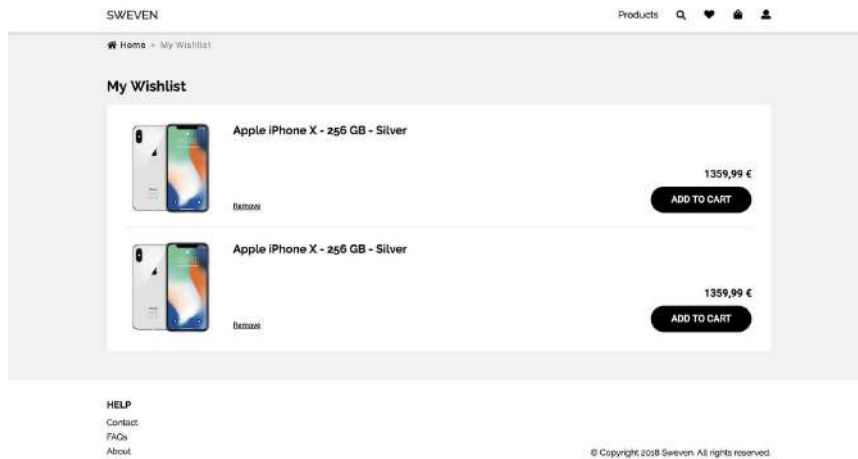 SWEVEN Products
Home » My Wishlist
My Wishlist
Apple iPhone X - 256 GB - Silver
1359,99 €
Remove
ADD TO CART
Apple iPhone X - 256 GB - Silver
1359,99 €
Remove
ADD TO CART
HELP
Contact
FAQs
About
© Copyright 2018 Sweven. All rights reserved.